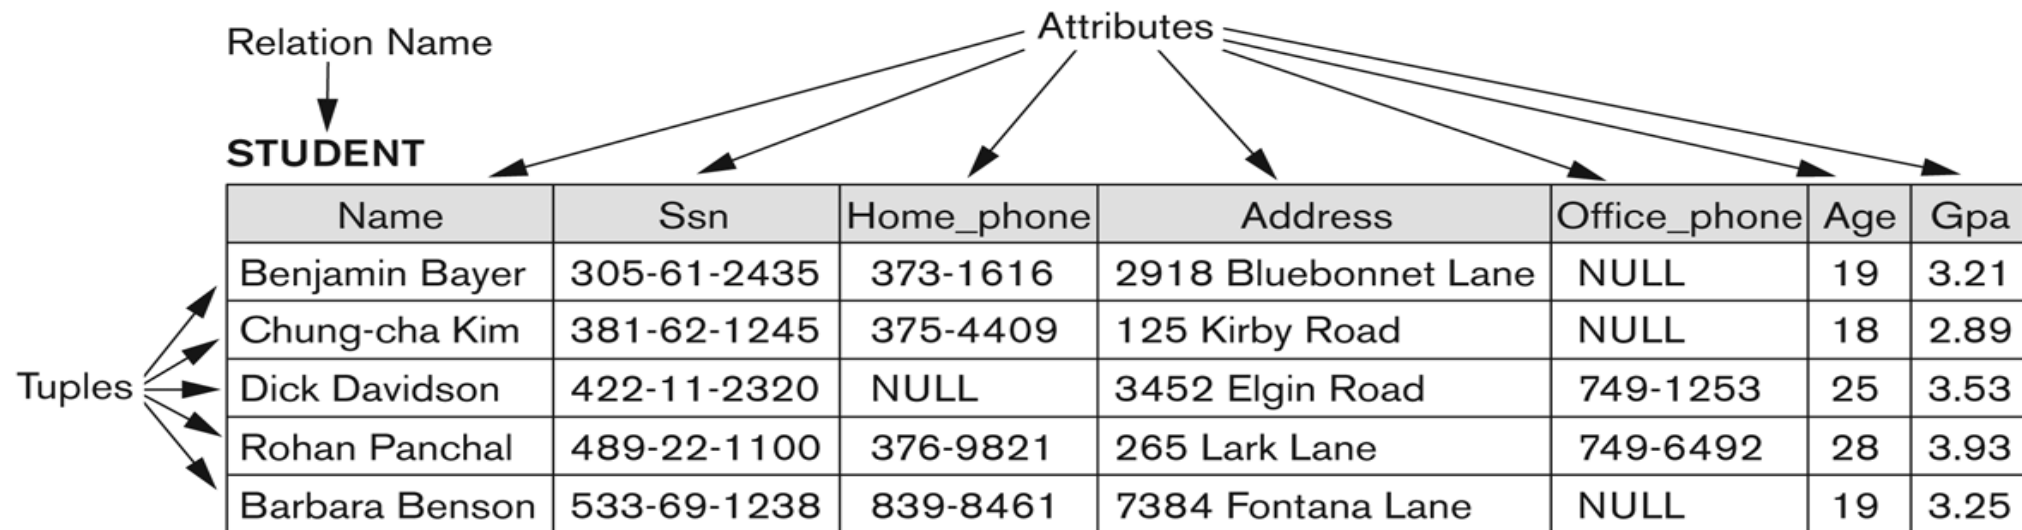 Attributes
Relation Name
STUDENT
Name Ssn Home_phone Address Office_phone Age Gpa
Benjamin Bayer 305-61-2435 373-1616 2918 Bluebonnet Lane NULL 19 3.21
Chung-cha Kim 381-62-1245 375-4409 125 Kirby Road NULL 18 2.89
Tuples Dick Davidson 422-11-2320 NULL 3452 Elgin Road 749-1253 25 3.53
Rohan Panchal 489-22-1100 376-9821 265 Lark Lane 749-6492 28 3.93
Barbara Benson 533-69-1238 839-8461 7384 Fontana Lane NULL 19 3.25